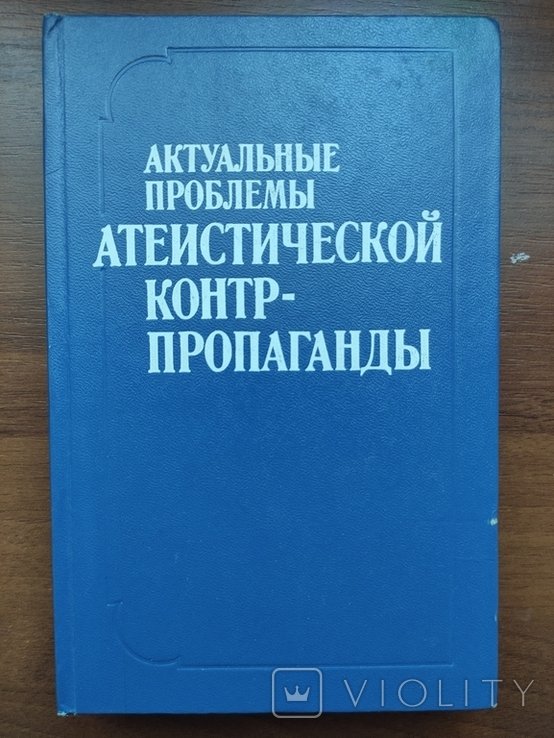 АКТУАЛЬНЫЕ
ПРОБЛЕМЫ
АТЕИСТИЧЕСКОЙ
КОНТР-
ПРОПАГАНДЫ
VIOLITY